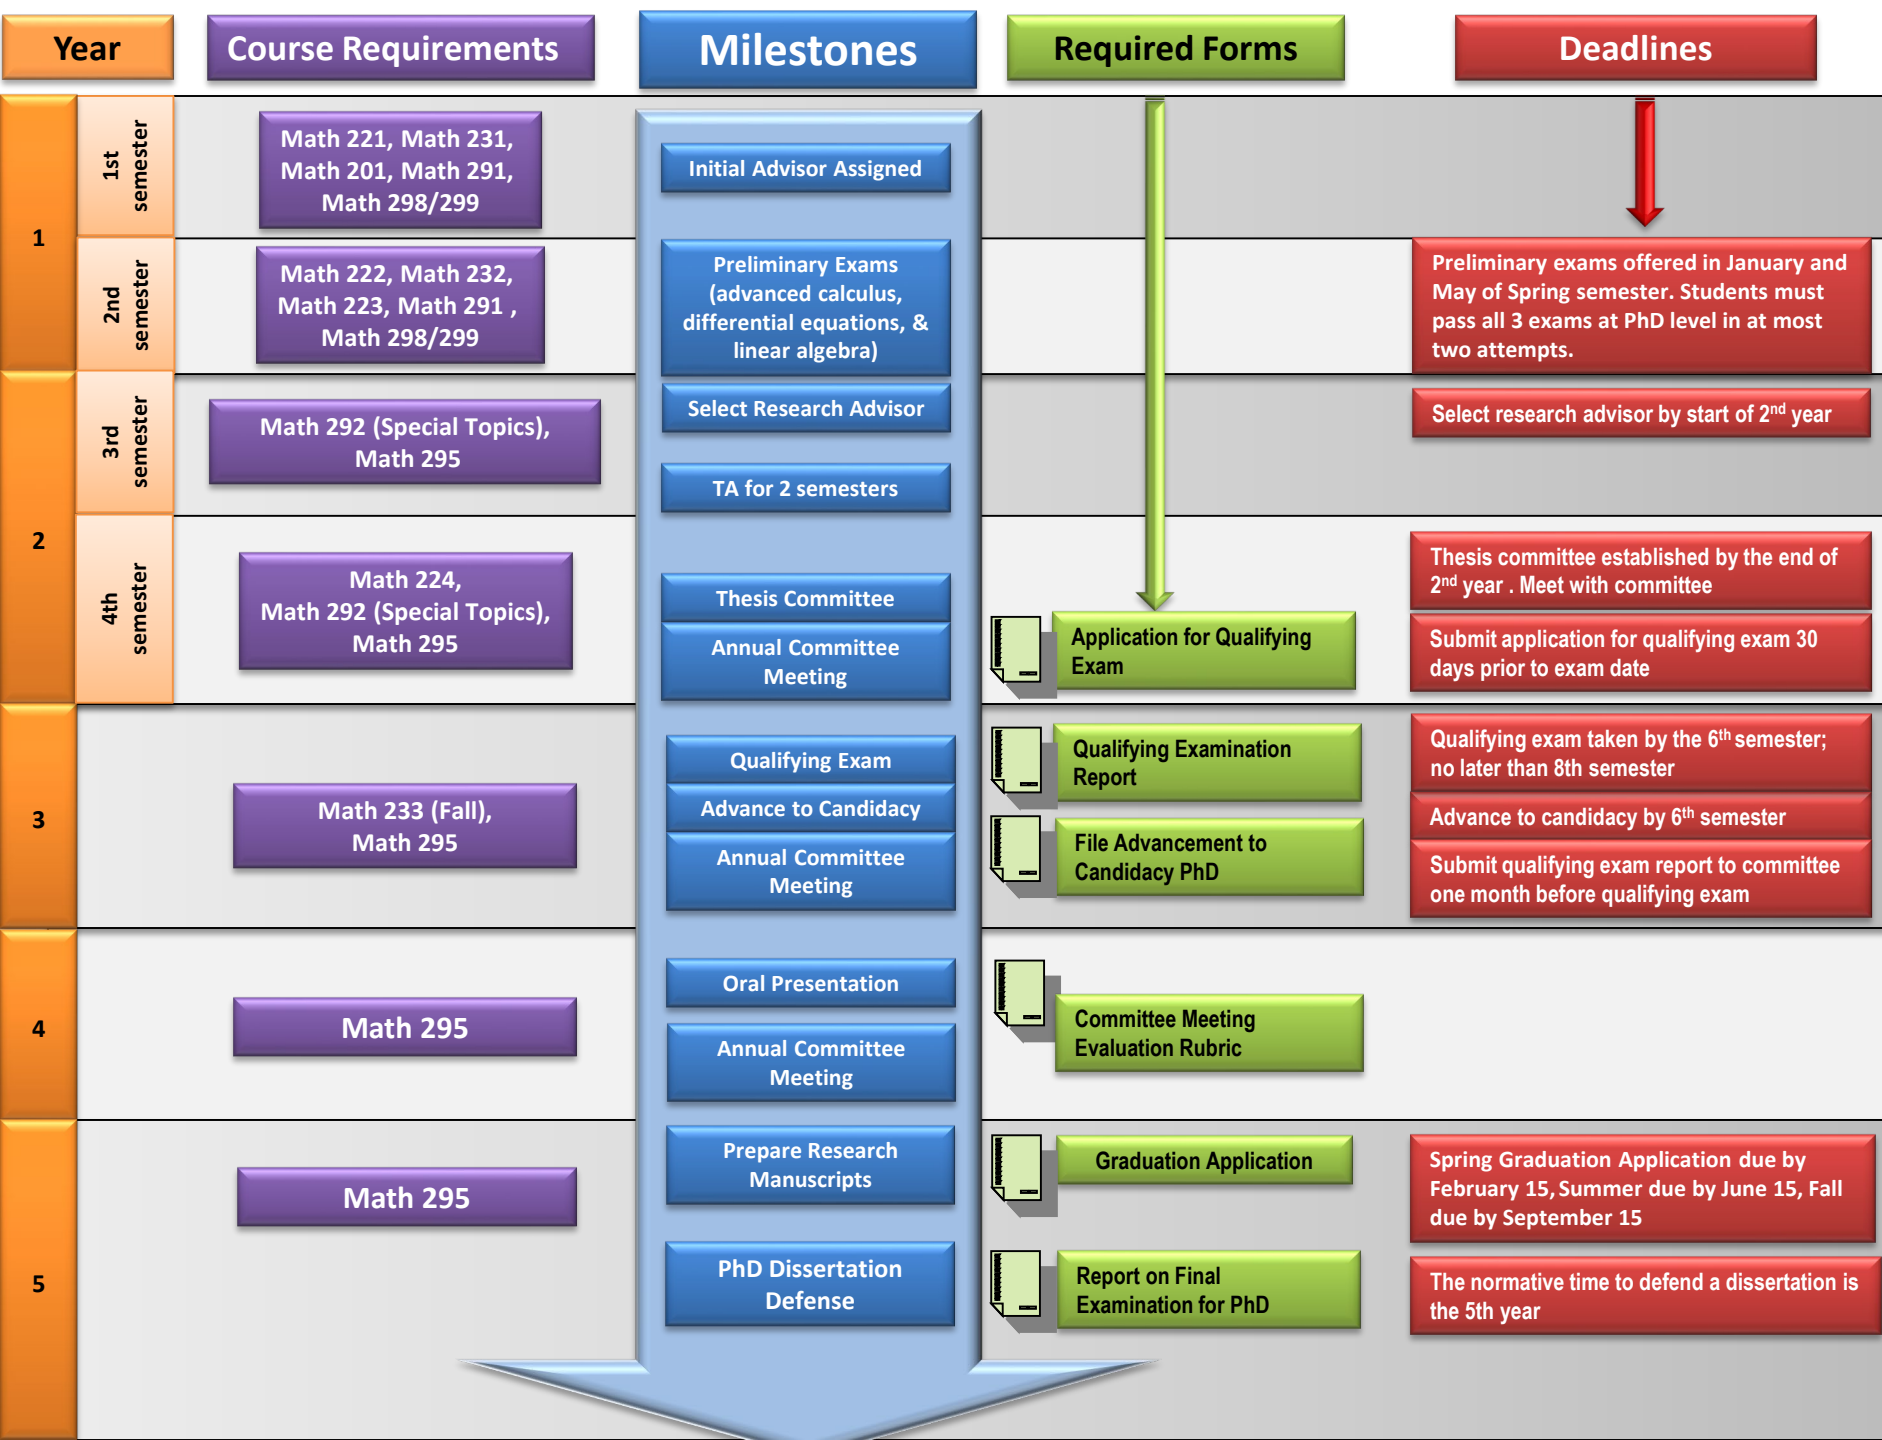 Year
Course Requirements
Milestones
Required Forms
Deadlines
1
1st
semester
Math 221, Math 231,
Math 201, Math 291,
Math 298/299
Initial Advisor Assigned
2nd
semester
Math 222, Math 232,
Math 223, Math 291 ,
Math 298/299
Preliminary Exams
(advanced calculus,
differential equations, &
linear algebra)
Preliminary exams offered in January and
May of Spring semester. Students must
pass all 3 exams at PhD level in at most
two attempts.
2
3rd
semester
Math 292 (Special Topics),
Math 295
Select Research Advisor
TA for 2 semesters
Select research advisor by start of 2nd year
4th
semester
Math 224,
Math 292 (Special Topics),
Math 295
Thesis Committee
Annual Committee
Meeting
Application for Qualifying
Exam
Thesis committee established by the end of
2nd year . Meet with committee
Submit application for qualifying exam 30
days prior to exam date
3
Math 233 (Fall),
Math 295
Qualifying Exam
Advance to Candidacy
Annual Committee
Meeting
Qualifying Examination
Report
File Advancement to
Candidacy PhD
Qualifying exam taken by the 6th semester;
no later than 8th semester
Advance to candidacy by 6th semester
Submit qualifying exam report to committee
one month before qualifying exam
4
Math 295
Oral Presentation
Annual Committee
Meeting
Committee Meeting
Evaluation Rubric
5
Math 295
Prepare Research
Manuscripts
PhD Dissertation
Defense
Graduation Application
Report on Final
Examination for PhD
Spring Graduation Application due by
February 15, Summer due by June 15, Fall
due by September 15
The normative time to defend a dissertation is
the 5th year